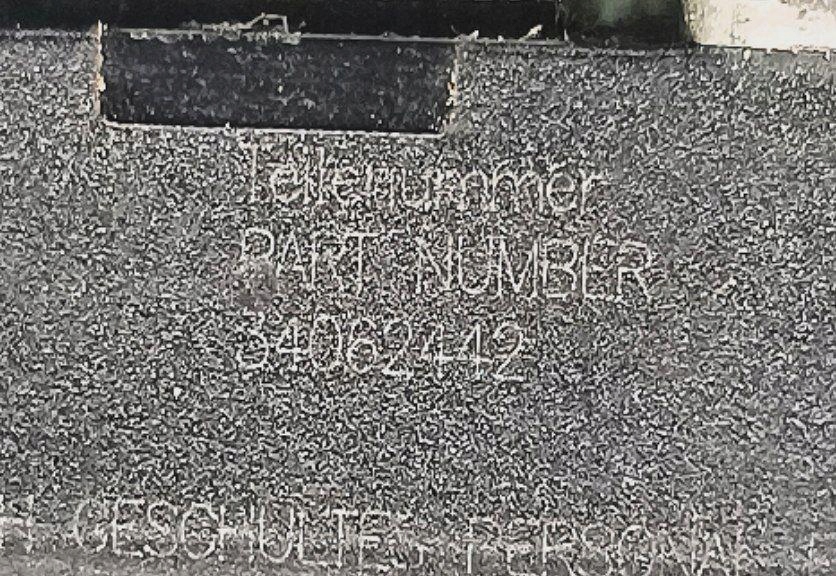 Teilenummer
PART NUMBER
34062442
GESCHULTES PERSONAL